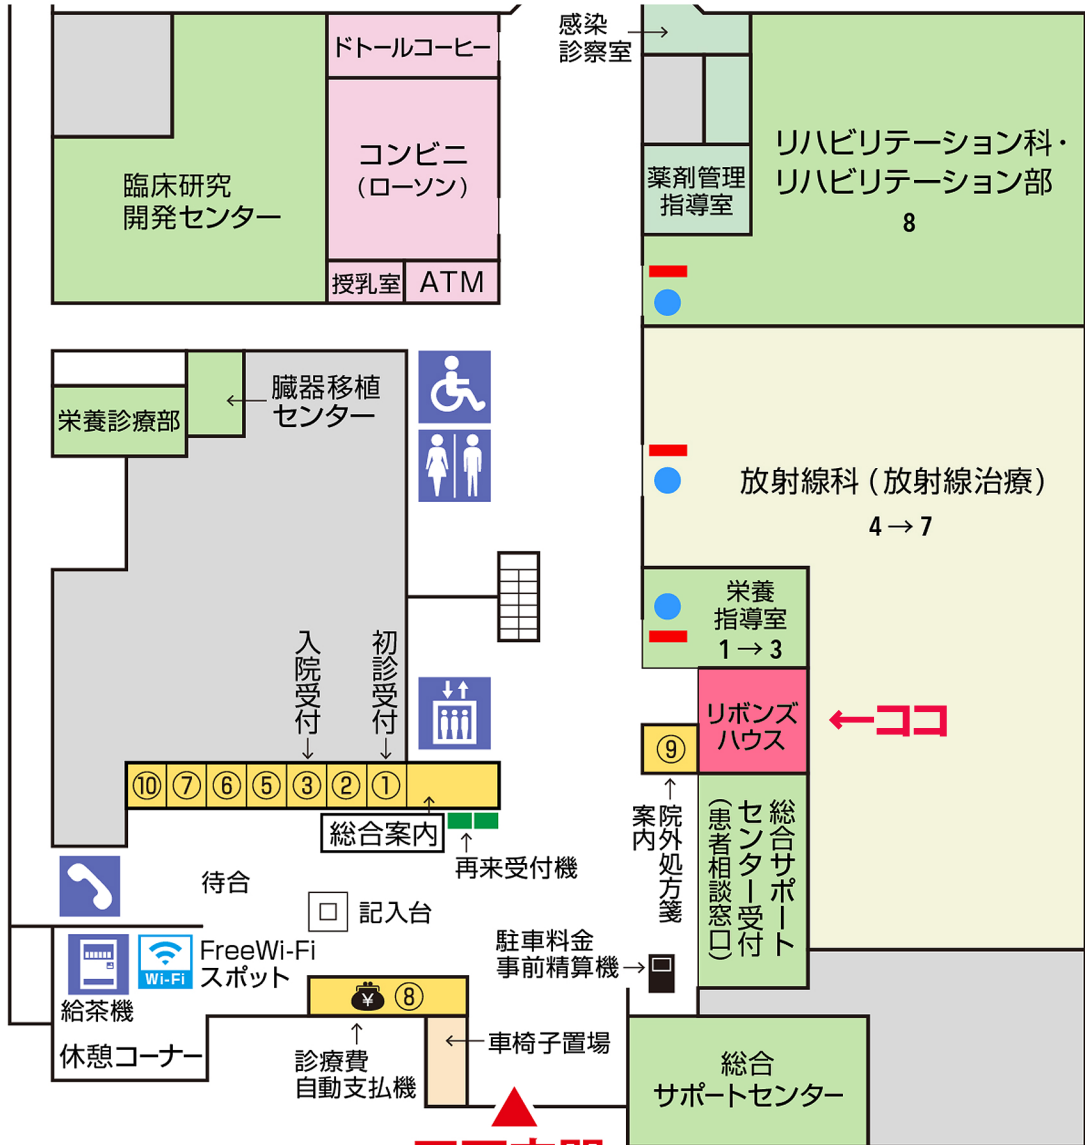 感染
診察室
ドトールコーヒー
コンビニ
(ローソン)
臨床研究
開発センター
授乳室
ATM
薬剤管理
指導室
リハビリテーション科・
リハビリテーション部
8
栄養診療部
臓器移植
センター
放射線科(放射線治療)
4→7
栄養
指導室
1→3
リボンズ
ハウス
←ココ
入院受付
初診受付
⑩
⑦
⑥
⑤
③
②
①
⑨
総合案内
再来受付機
院外処方箋
案内
総合サポート
センター受付
(患者相談窓口)
待合
記入台
FreeWi-Fi
スポット
Wi-Fi
給茶機
休憩コーナー
駐車料金
事前精算機
¥
⑧
診療費
自動支払機
車椅子置場
総合
サポートセンター